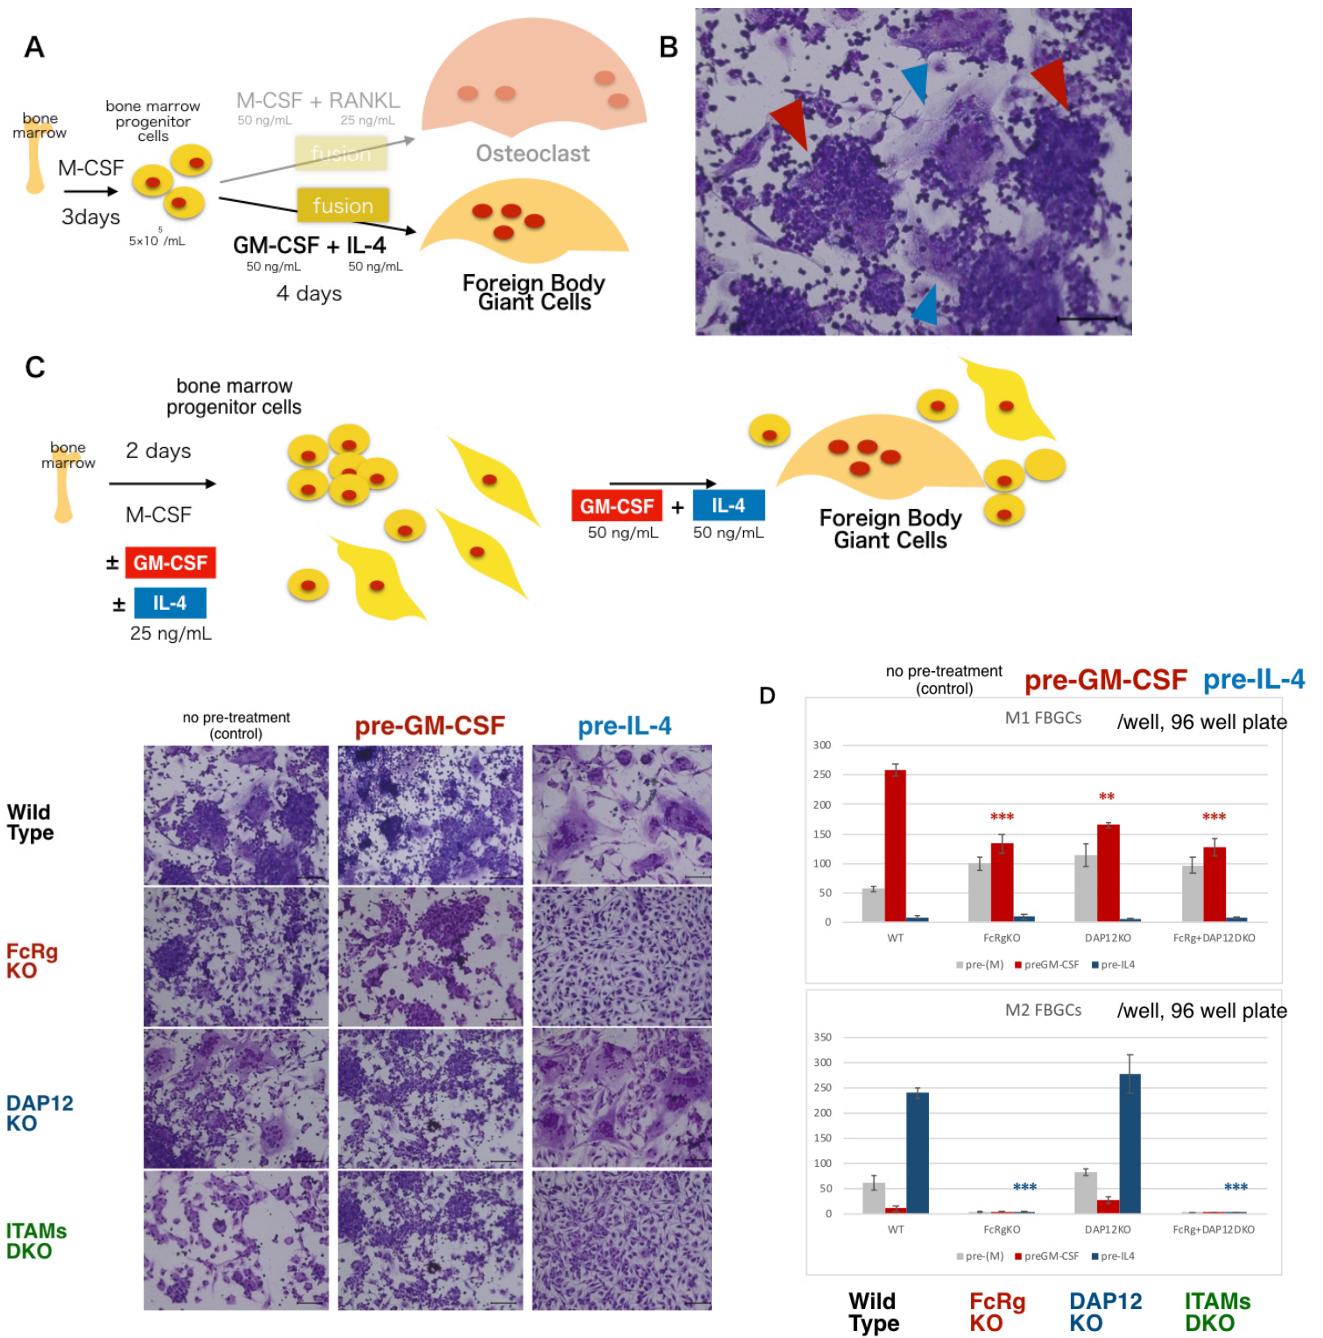 A
bone
marrow
M-CSF
3days
bone marrow
progenitor
cells
5×10⁵/mL
M-CSF + RANKL
50 ng/mL 25 ng/mL
fusion
Osteoclast
fusion
GM-CSF + IL-4
50 ng/mL 50 ng/mL
4 days
Foreign Body
Giant Cells
B
C
bone marrow
progenitor cells
bone
marrow
2 days
M-CSF
± GM-CSF
± IL-4
25 ng/mL
GM-CSF + IL-4
50 ng/mL 50 ng/mL
Foreign Body
Giant Cells
no pre-treatment
(control)
pre-GM-CSF
pre-IL-4
Wild
Type
FcRg
KO
DAP12
KO
ITAMs
DKO
D
no pre-treatment
(control)
pre-GM-CSF
pre-IL-4
M1 FBGCs
/well, 96 well plate
300
250
200
150
100
50
0
***
**
***
WT FcRgKO DAP12KO FcRg+DAP12DKO
pre-(M) preGM-CSF pre-IL4
M2 FBGCs
/well, 96 well plate
350
300
250
200
150
100
50
0
***
***
WT FcRgKO DAP12KO FcRg+DAP12DKO
pre-(M) preGM-CSF pre-IL4
Wild
Type
FcRg
KO
DAP12
KO
ITAMs
DKO